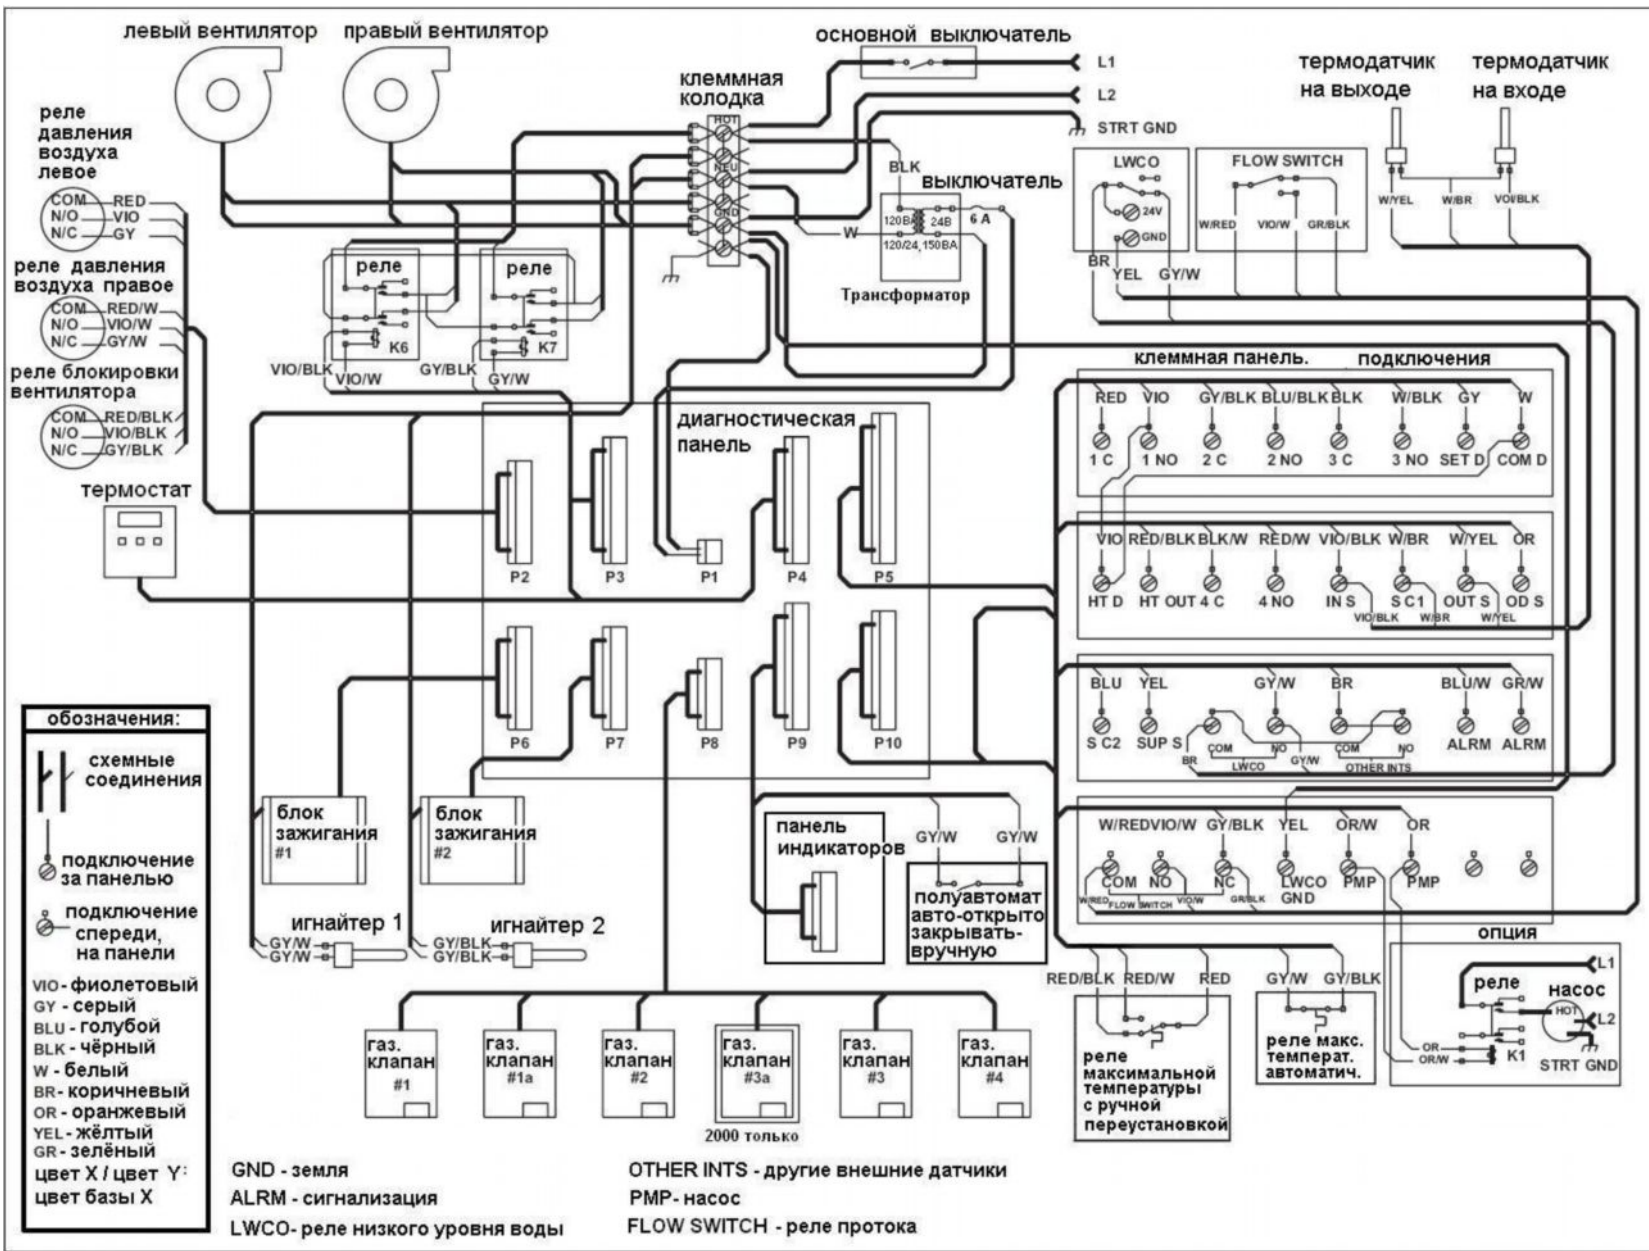 левый вентилятор правый вентилятор
основной выключатель
L1
L2
STRT GND
клеммная
колодка
HOT
NEU
GND
термодатчик
на выходе
термодатчик
на входе
реле
давления
воздуха
левое
COM RED
N/O VIO
N/C GY
реле давления
воздуха правое
COM RED/W
N/O VIO/W
N/C GY/W
реле блокировки
вентилятора
COM RED/BLK
N/O VIO/BLK
N/C GY/BLK
термостат
реле
K6
реле
K7
VIO/BLK VIO/W GY/BLK GY/W
BLK
W
выключатель
6 А
120В 24В
120/24,150ВА
Трансформатор
LWCO
24V
GND
BR YEL GY/W
FLOW SWITCH
W/RED VIO/W GR/BLK
W/YEL W/BR VOI/BLK
диагностическая
панель
P2 P3 P1 P4 P5
P6 P7 P8 P9 P10
клеммная панель. подключения
RED VIO GY/BLK BLU/BLK BLK W/BLK GY W
1 C 1 NO 2 C 2 NO 3 C 3 NO SET D COM D
VIO RED/BLK BLK/W RED/W VIO/BLK W/BR W/YEL OR
HT D HT OUT 4 C 4 NO IN S S C1 OUT S OD S
VIO/BLK W/BR W/YEL
BLU YEL GY/W BR BLU/W GR/W
S C2 SUP S COM NO COM NO ALRM ALRM
BR LWCO GY/W OTHER INTS
W/RED VIO/W GY/BLK YEL OR/W OR
COM NO NC LWCO PMP PMP
GND
W/RED FLOW SWITCH VIO/W GR/BLK
обозначения:
схемные
соединения
подключение
за панелью
подключение
спереди,
на панели
VIO - фиолетовый
GY - серый
BLU - голубой
BLK - чёрный
W - белый
BR - коричневый
OR - оранжевый
YEL - жёлтый
GR - зелёный
цвет X / цвет Y:
цвет базы X
блок
зажигания
#1
блок
зажигания
#2
игнайтер 1
GY/W
GY/W
игнайтер 2
GY/BLK
GY/BLK
панель
индикаторов
GY/W GY/W
полуавтомат
авто-открыто
закрывать-
вручную
газ.
клапан
#1
газ.
клапан
#1a
газ.
клапан
#2
газ.
клапан
#3a
2000 только
газ.
клапан
#3
газ.
клапан
#4
RED/BLK RED/W RED
реле
максимальной
температуры
с ручной
переустановкой
GY/W GY/BLK
реле макс.
температ.
автоматич.
опция
L1
реле
насос
HOT
L2
K1
STRT GND
OR
OR/W
GND - земля
ALRM - сигнализация
LWCO- реле низкого уровня воды
OTHER INTS - другие внешние датчики
PMP- насос
FLOW SWITCH - реле протока